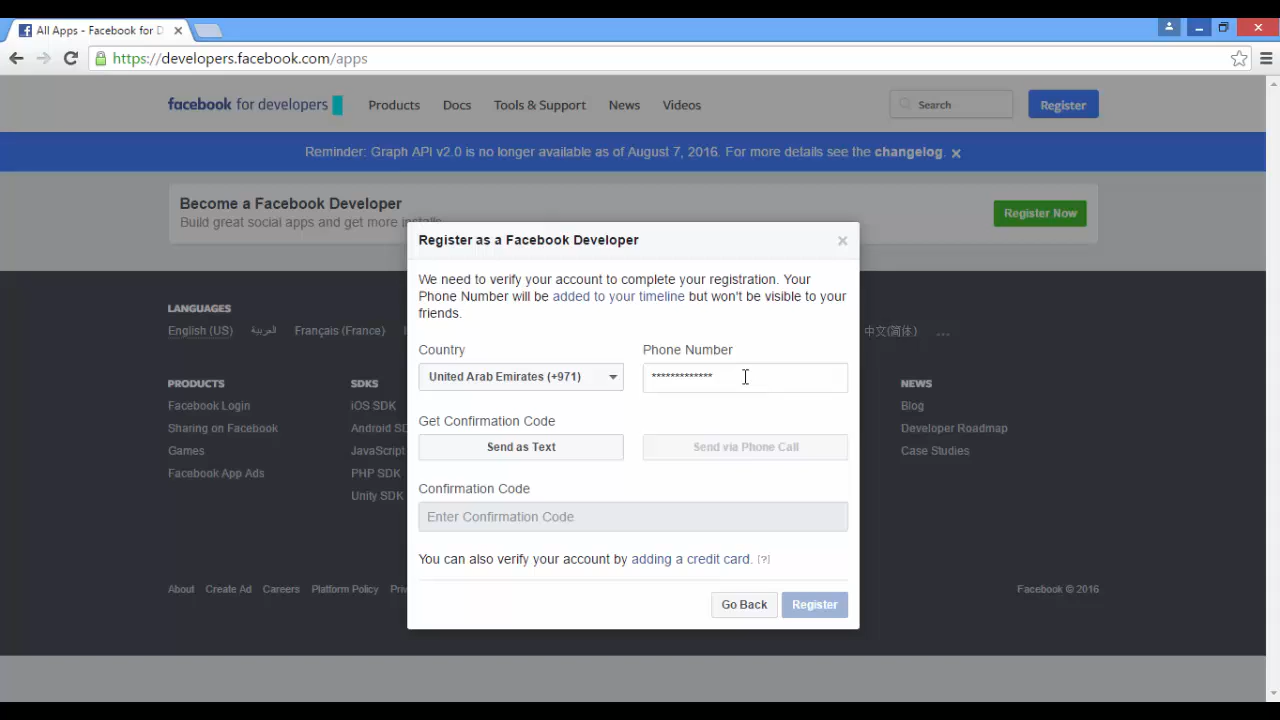 All Apps - Facebook for D
https://developers.facebook.com/apps
facebook for developers Products Docs Tools & Support News Videos Search Register
Reminder: Graph API v2.0 is no longer available as of August 7, 2016. For more details see the changelog.
Become a Facebook Developer
Build great social apps and get more installs
Register Now
Register as a Facebook Developer
We need to verify your account to complete your registration. Your
Phone Number will be added to your timeline but won't be visible to your
friends.
Country Phone Number
United Arab Emirates (+971) *************
Get Confirmation Code
Send as Text Send via Phone Call
Confirmation Code
Enter Confirmation Code
You can also verify your account by adding a credit card. [?]
Go Back Register
LANGUAGES
English (US) العربية Français (France) 中文(简体) ...
PRODUCTS
Facebook Login
Sharing on Facebook
Games
Facebook App Ads
SDKS
iOS SDK
Android SD
JavaScript
PHP SDK
Unity SDK
NEWS
Blog
Developer Roadmap
Case Studies
About Create Ad Careers Platform Policy Priv
Facebook © 2016